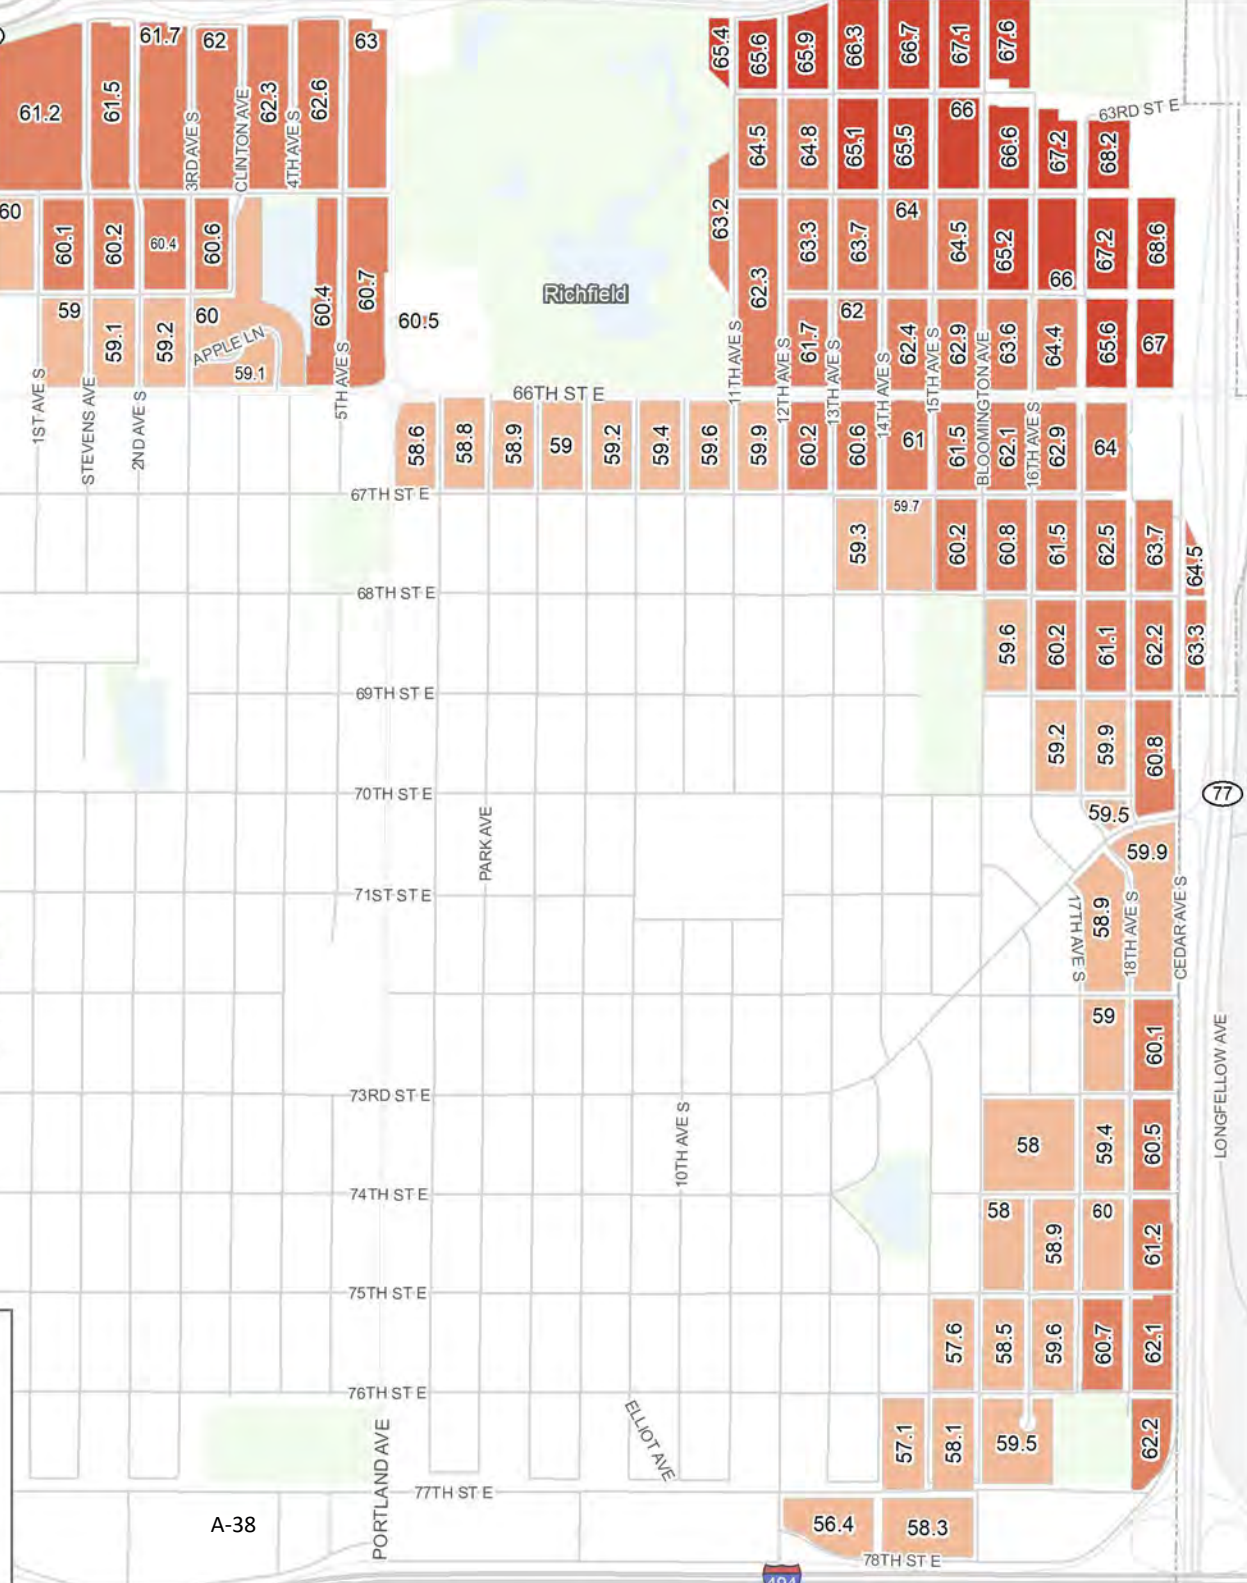 65.4
65.6
65.9
66.3
66.7
67.1
67.6
61.2
61.5
61.7
62
62.3
62.6
63
3RD AVE S
CLINTON AVE
4TH AVE S
64.5
64.8
65.1
65.5
66
66.6
67.2
68.2
63RD ST E
60
60.1
60.2
60.4
60.6
60.4
60.7
63.2
62.3
63.3
63.7
64
64.5
65.2
66
67.2
68.6
Richfield
59
59.1
59.2
60
APPLE LN
59.1
60.5
61.7
62
62.4
62.9
63.6
64.4
65.6
67
1ST AVE S
STEVENS AVE
2ND AVE S
5TH AVE S
66TH ST E
11TH AVE S
12TH AVE S
13TH AVE S
14TH AVE S
15TH AVE S
BLOOMINGTON AVE
16TH AVE S
58.6
58.8
58.9
59
59.2
59.4
59.6
59.9
60.2
60.6
61
61.5
62.1
62.9
64
67TH ST E
59.3
59.7
60.2
60.8
61.5
62.5
63.7
64.5
68TH ST E
59.6
60.2
61.1
62.2
63.3
69TH ST E
59.2
59.9
60.8
70TH ST E
77
59.5
59.9
PARK AVE
71ST ST E
17TH AVE S
58.9
18TH AVE S
CEDAR AVE S
59
60.1
LONGFELLOW AVE
73RD ST E
10TH AVE S
58
59.4
60.5
74TH ST E
58
58.9
60
61.2
75TH ST E
57.6
58.5
59.6
60.7
62.1
76TH ST E
PORTLAND AVE
ELLIOT AVE
57.1
58.1
59.5
62.2
77TH ST E
A-38
56.4
58.3
78TH ST E
494